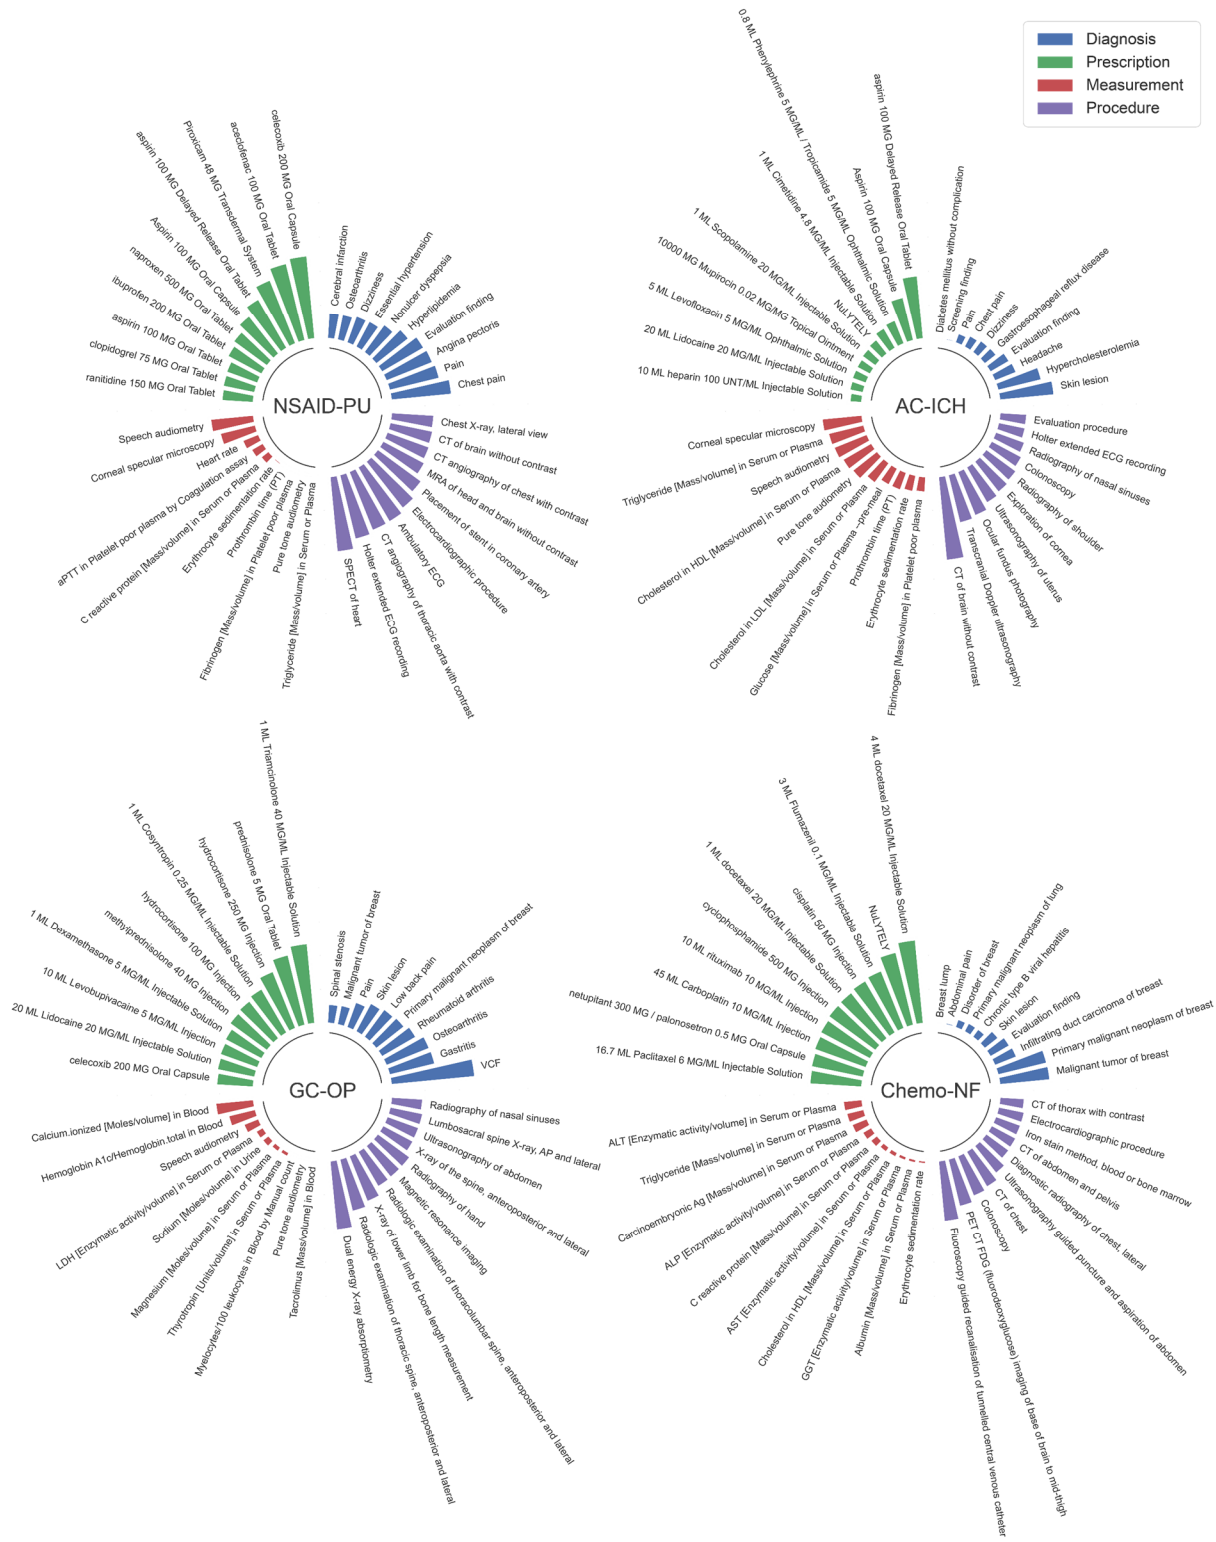 Diagnosis
Prescription
Measurement
Procedure
NSAID-PU
celecoxib 200 MG Oral Capsule
aceclofenac 100 MG Oral Tablet
Piroxicam 48 MG Transdermal System
aspirin 100 MG Delayed Release Oral Tablet
Aspirin 100 MG Oral Capsule
naproxen 500 MG Oral Tablet
ibuprofen 200 MG Oral Tablet
aspirin 100 MG Oral Tablet
clopidogrel 75 MG Oral Tablet
ranitidine 150 MG Oral Tablet
Cerebral infarction
Osteoarthritis
Dizziness
Essential hypertension
Nonulcer dyspepsia
Hyperlipidemia
Evaluation finding
Angina pectoris
Pain
Chest pain
Speech audiometry
Corneal specular microscopy
Heart rate
aPTT in Platelet poor plasma by Coagulation assay
C reactive protein [Mass/volume] in Serum or Plasma
Erythrocyte sedimentation rate
Prothrombin time (PT)
Fibrinogen [Mass/volume] in Platelet poor plasma
Pure tone audiometry
Triglyceride [Mass/volume] in Serum or Plasma
Chest X-ray, lateral view
CT of brain without contrast
CT angiography of chest with contrast
MRA of head and brain without contrast
Placement of stent in coronary artery
Electrocardiographic procedure
Ambulatory ECG
CT angiography of thoracic aorta with contrast
Holter extended ECG recording
SPECT of heart
AC-ICH
aspirin 100 MG Delayed Release Oral Tablet
Aspirin 100 MG Oral Capsule
0.8 ML Phenylephrine 5 MG/ML / Tropicamide 5 MG/ML Ophthalmic Solution
NuLYTELY
1 ML Cimetidine 4.8 MG/ML Injectable Solution
1 ML Scopolamine 20 MG/ML Injectable Solution
10000 MG Mupirocin 0.02 MG/MG Topical Ointment
5 ML Levofloxacin 5 MG/ML Ophthalmic Solution
20 ML Lidocaine 20 MG/ML Injectable Solution
10 ML heparin 100 UNT/ML Injectable Solution
Diabetes mellitus without complication
Screening finding
Pain
Chest pain
Dizziness
Gastroesophageal reflux disease
Evaluation finding
Headache
Hypercholesterolemia
Skin lesion
Corneal specular microscopy
Triglyceride [Mass/volume] in Serum or Plasma
Speech audiometry
Cholesterol in HDL [Mass/volume] in Serum or Plasma
Pure tone audiometry
Cholesterol in LDL [Mass/volume] in Serum or Plasma
Glucose [Mass/volume] in Serum or Plasma --pre-meal
Prothrombin time (PT)
Erythrocyte sedimentation rate
Fibrinogen [Mass/volume] in Platelet poor plasma
Evaluation procedure
Holter extended ECG recording
Radiography of nasal sinuses
Colonoscopy
Radiography of shoulder
Exploration of cornea
Ultrasonography of uterus
Ocular fundus photography
Transcranial Doppler ultrasonography
CT of brain without contrast
GC-OP
1 ML Triamcinolone 40 MG/ML Injectable Solution
prednisolone 5 MG Oral Tablet
hydrocortisone 250 MG Injection
1 ML Cosyntropin 0.25 MG/ML Injectable Solution
hydrocortisone 100 MG Injection
methylprednisolone 40 MG Injection
1 ML Dexamethasone 5 MG/ML Injectable Solution
10 ML Levobupivacaine 5 MG/ML Injection
20 ML Lidocaine 20 MG/ML Injectable Solution
celecoxib 200 MG Oral Capsule
Spinal stenosis
Malignant tumor of breast
Pain
Skin lesion
Low back pain
Primary malignant neoplasm of breast
Rheumatoid arthritis
Osteoarthritis
Gastritis
VCF
Calcium.ionized [Moles/volume] in Blood
Hemoglobin A1c/Hemoglobin.total in Blood
Speech audiometry
LDH [Enzymatic activity/volume] in Serum or Plasma
Sodium [Moles/volume] in Urine
Magnesium [Moles/volume] in Serum or Plasma
Thyrotropin [Units/volume] in Serum or Plasma
Myelocytes/100 leukocytes in Blood by Manual count
Pure tone audiometry
Tacrolimus [Mass/volume] in Blood
Radiography of nasal sinuses
Lumbosacral spine X-ray, AP and lateral
Ultrasonography of abdomen
X-ray of the spine, anteroposterior and lateral
Radiography of hand
Magnetic resonance imaging
Radiologic examination of thoracolumbar spine, anteroposterior and lateral
X-ray of lower limb for bone length measurement
Radiologic examination of thoracic spine, anteroposterior and lateral
Dual energy X-ray absorptiometry
Chemo-NF
4 ML docetaxel 20 MG/ML Injectable Solution
NuLYTELY
3 ML Flumazenil 0.1 MG/ML Injectable Solution
cisplatin 50 MG Injection
1 ML docetaxel 20 MG/ML Injectable Solution
cyclophosphamide 500 MG Injection
10 ML rituximab 10 MG/ML Injection
45 ML Carboplatin 10 MG/ML Injection
netupitant 300 MG / palonosetron 0.5 MG Oral Capsule
16.7 ML Paclitaxel 6 MG/ML Injectable Solution
Breast lump
Abdominal pain
Disorder of breast
Primary malignant neoplasm of lung
Chronic type B viral hepatitis
Skin lesion
Evaluation finding
Infiltrating duct carcinoma of breast
Primary malignant neoplasm of breast
Malignant tumor of breast
ALT [Enzymatic activity/volume] in Serum or Plasma
Triglyceride [Mass/volume] in Serum or Plasma
Carcinoembryonic Ag [Mass/volume] in Serum or Plasma
ALP [Enzymatic activity/volume] in Serum or Plasma
C reactive protein [Mass/volume] in Serum or Plasma
AST [Enzymatic activity/volume] in Serum or Plasma
Cholesterol in HDL [Mass/volume] in Serum or Plasma
GGT [Enzymatic activity/volume] in Serum or Plasma
Albumin [Mass/volume] in Serum or Plasma
Erythrocyte sedimentation rate
CT of thorax with contrast
Electrocardiographic procedure
Iron stain method, blood or bone marrow
CT of abdomen and pelvis
Diagnostic radiography of chest, lateral
Ultrasonography guided puncture and aspiration of abdomen
CT of chest
Colonoscopy
PET CT FDG (fluorodeoxyglucose) imaging of base of brain to mid-thigh
Fluoroscopy guided recanalisation of tunnelled central venous catheter